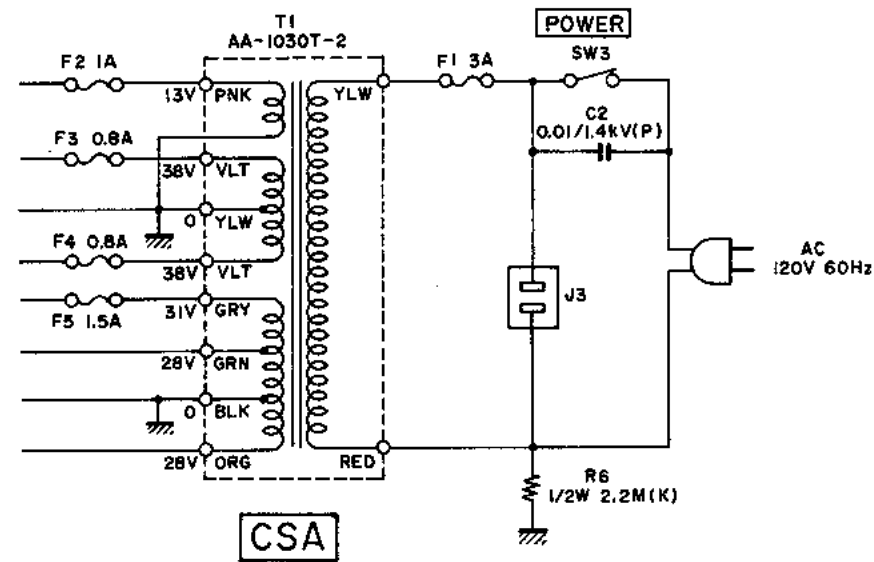 T1
AA-1030T-2
POWER
SW3
F2 1A
F1 3A
13V PNK
YLW
C2
0.01/1.4kV(P)
F3 0.8A
38V VLT
0 YLW
F4 0.8A
38V VLT
AC
120V 60Hz
J3
31V GRY
F5 1.5A
28V GRN
0 BLK
28V ORG
RED
R6
1/2W 2.2M(K)
CSA